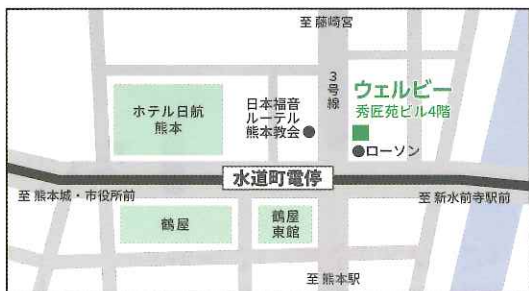 至 藤崎宮
3号線
ウェルビー
秀匠苑ビル4階
ホテル日航
熊本
日本福音
ルーテル
熊本教会
ローソン
水道町電停
至 熊本城・市役所前
至 新水前寺駅前
鶴屋
鶴屋
東館
至 熊本駅